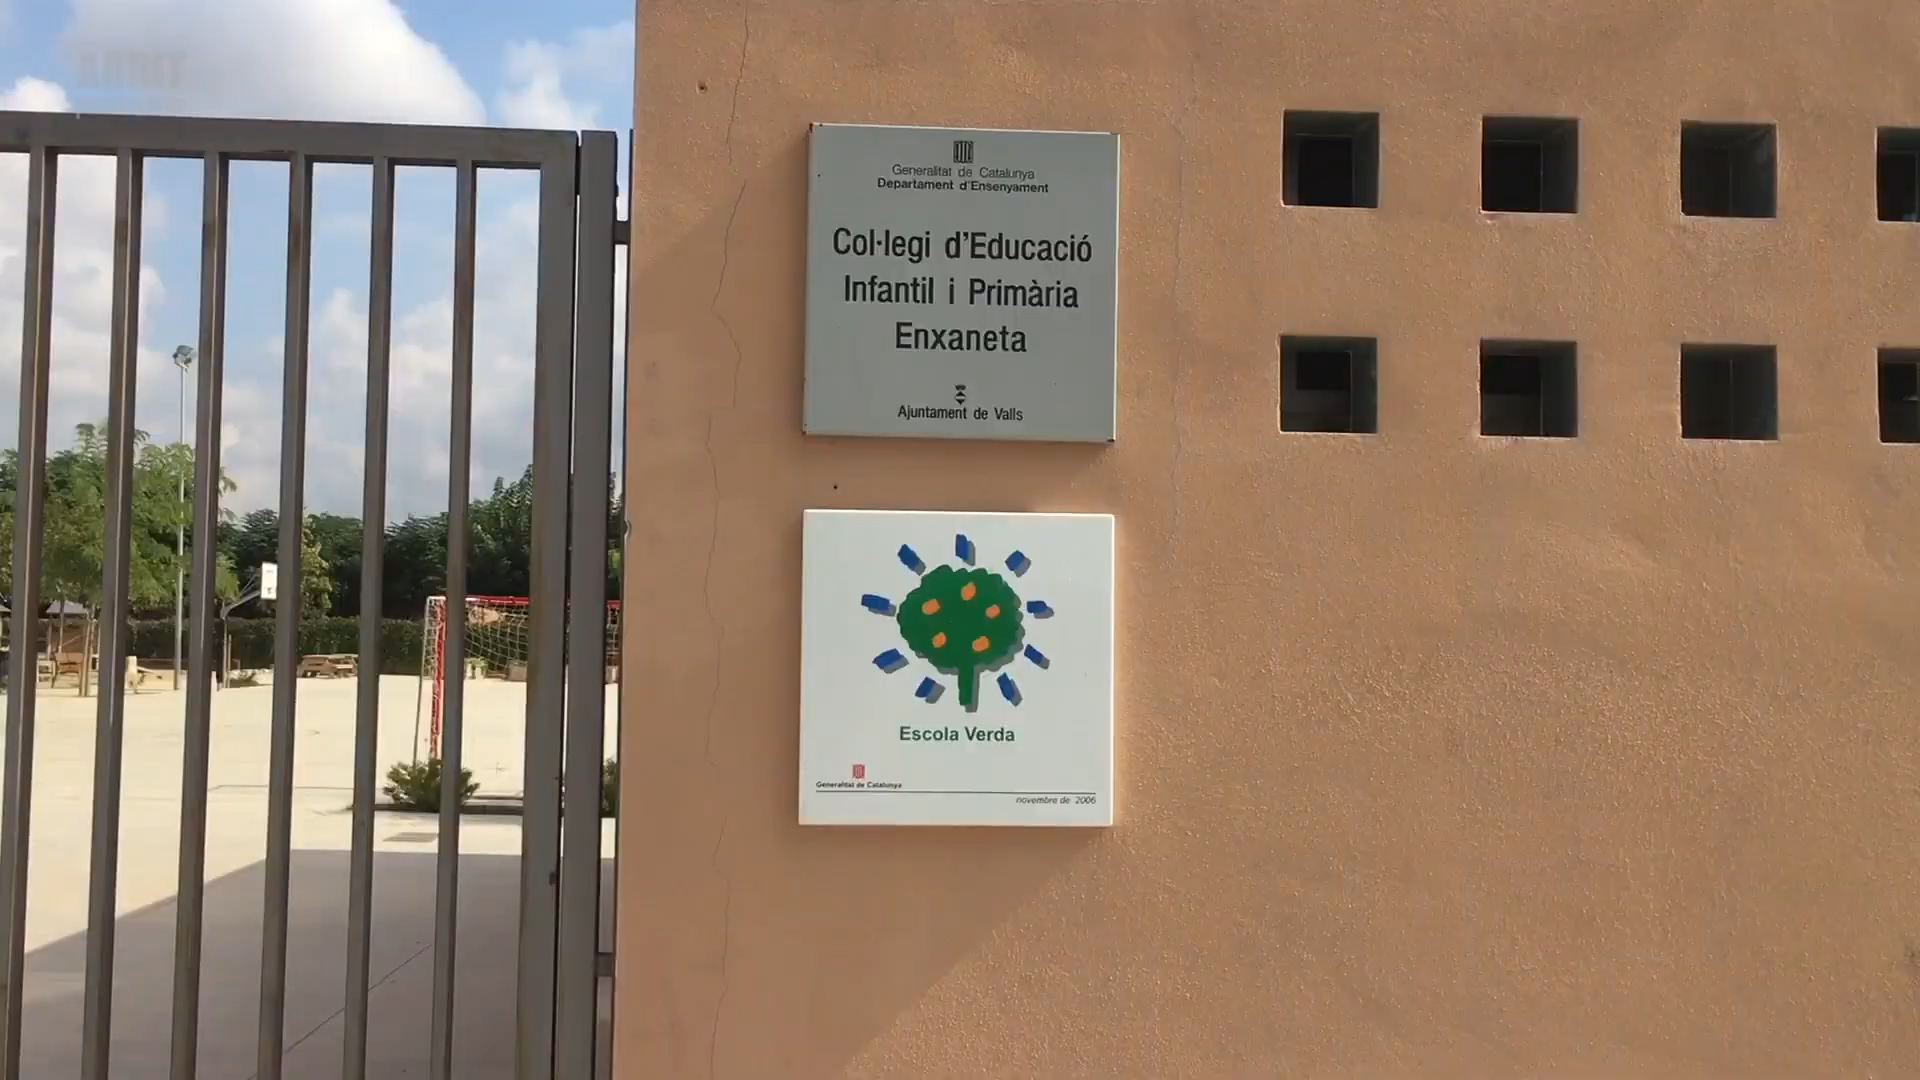 Generalitat de Catalunya
Departament d'Ensenyament
Col·legi d'Educació
Infantil i Primària
Enxaneta
Ajuntament de Valls
Escola Verda
Generalitat de Catalunya
novembre de 2006